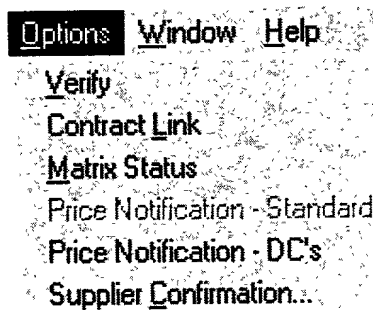 Options Window Help
Verify
Contract Link
Matrix Status
Price Notification - Standard
Price Notification - DC's
Supplier Confirmation...